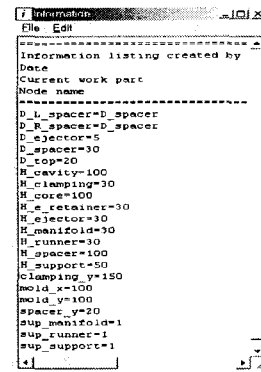 Information
File Edit
Information listing created by
Date
Current work part
Node name
D_L_spacer=D_spacer
D_R_spacer=D_spacer
D_ejector=5
D_spacer=30
D_top=20
H_cavity=100
H_clamping=30
H_core=100
H_e_retainer=30
H_ejector=30
H_manifold=30
H_runner=30
H_spacer=100
H_support=50
clamping_y=150
mold_x=100
mold_y=100
spacer_y=20
sup_manifold=1
sup_runner=1
sup_support=1